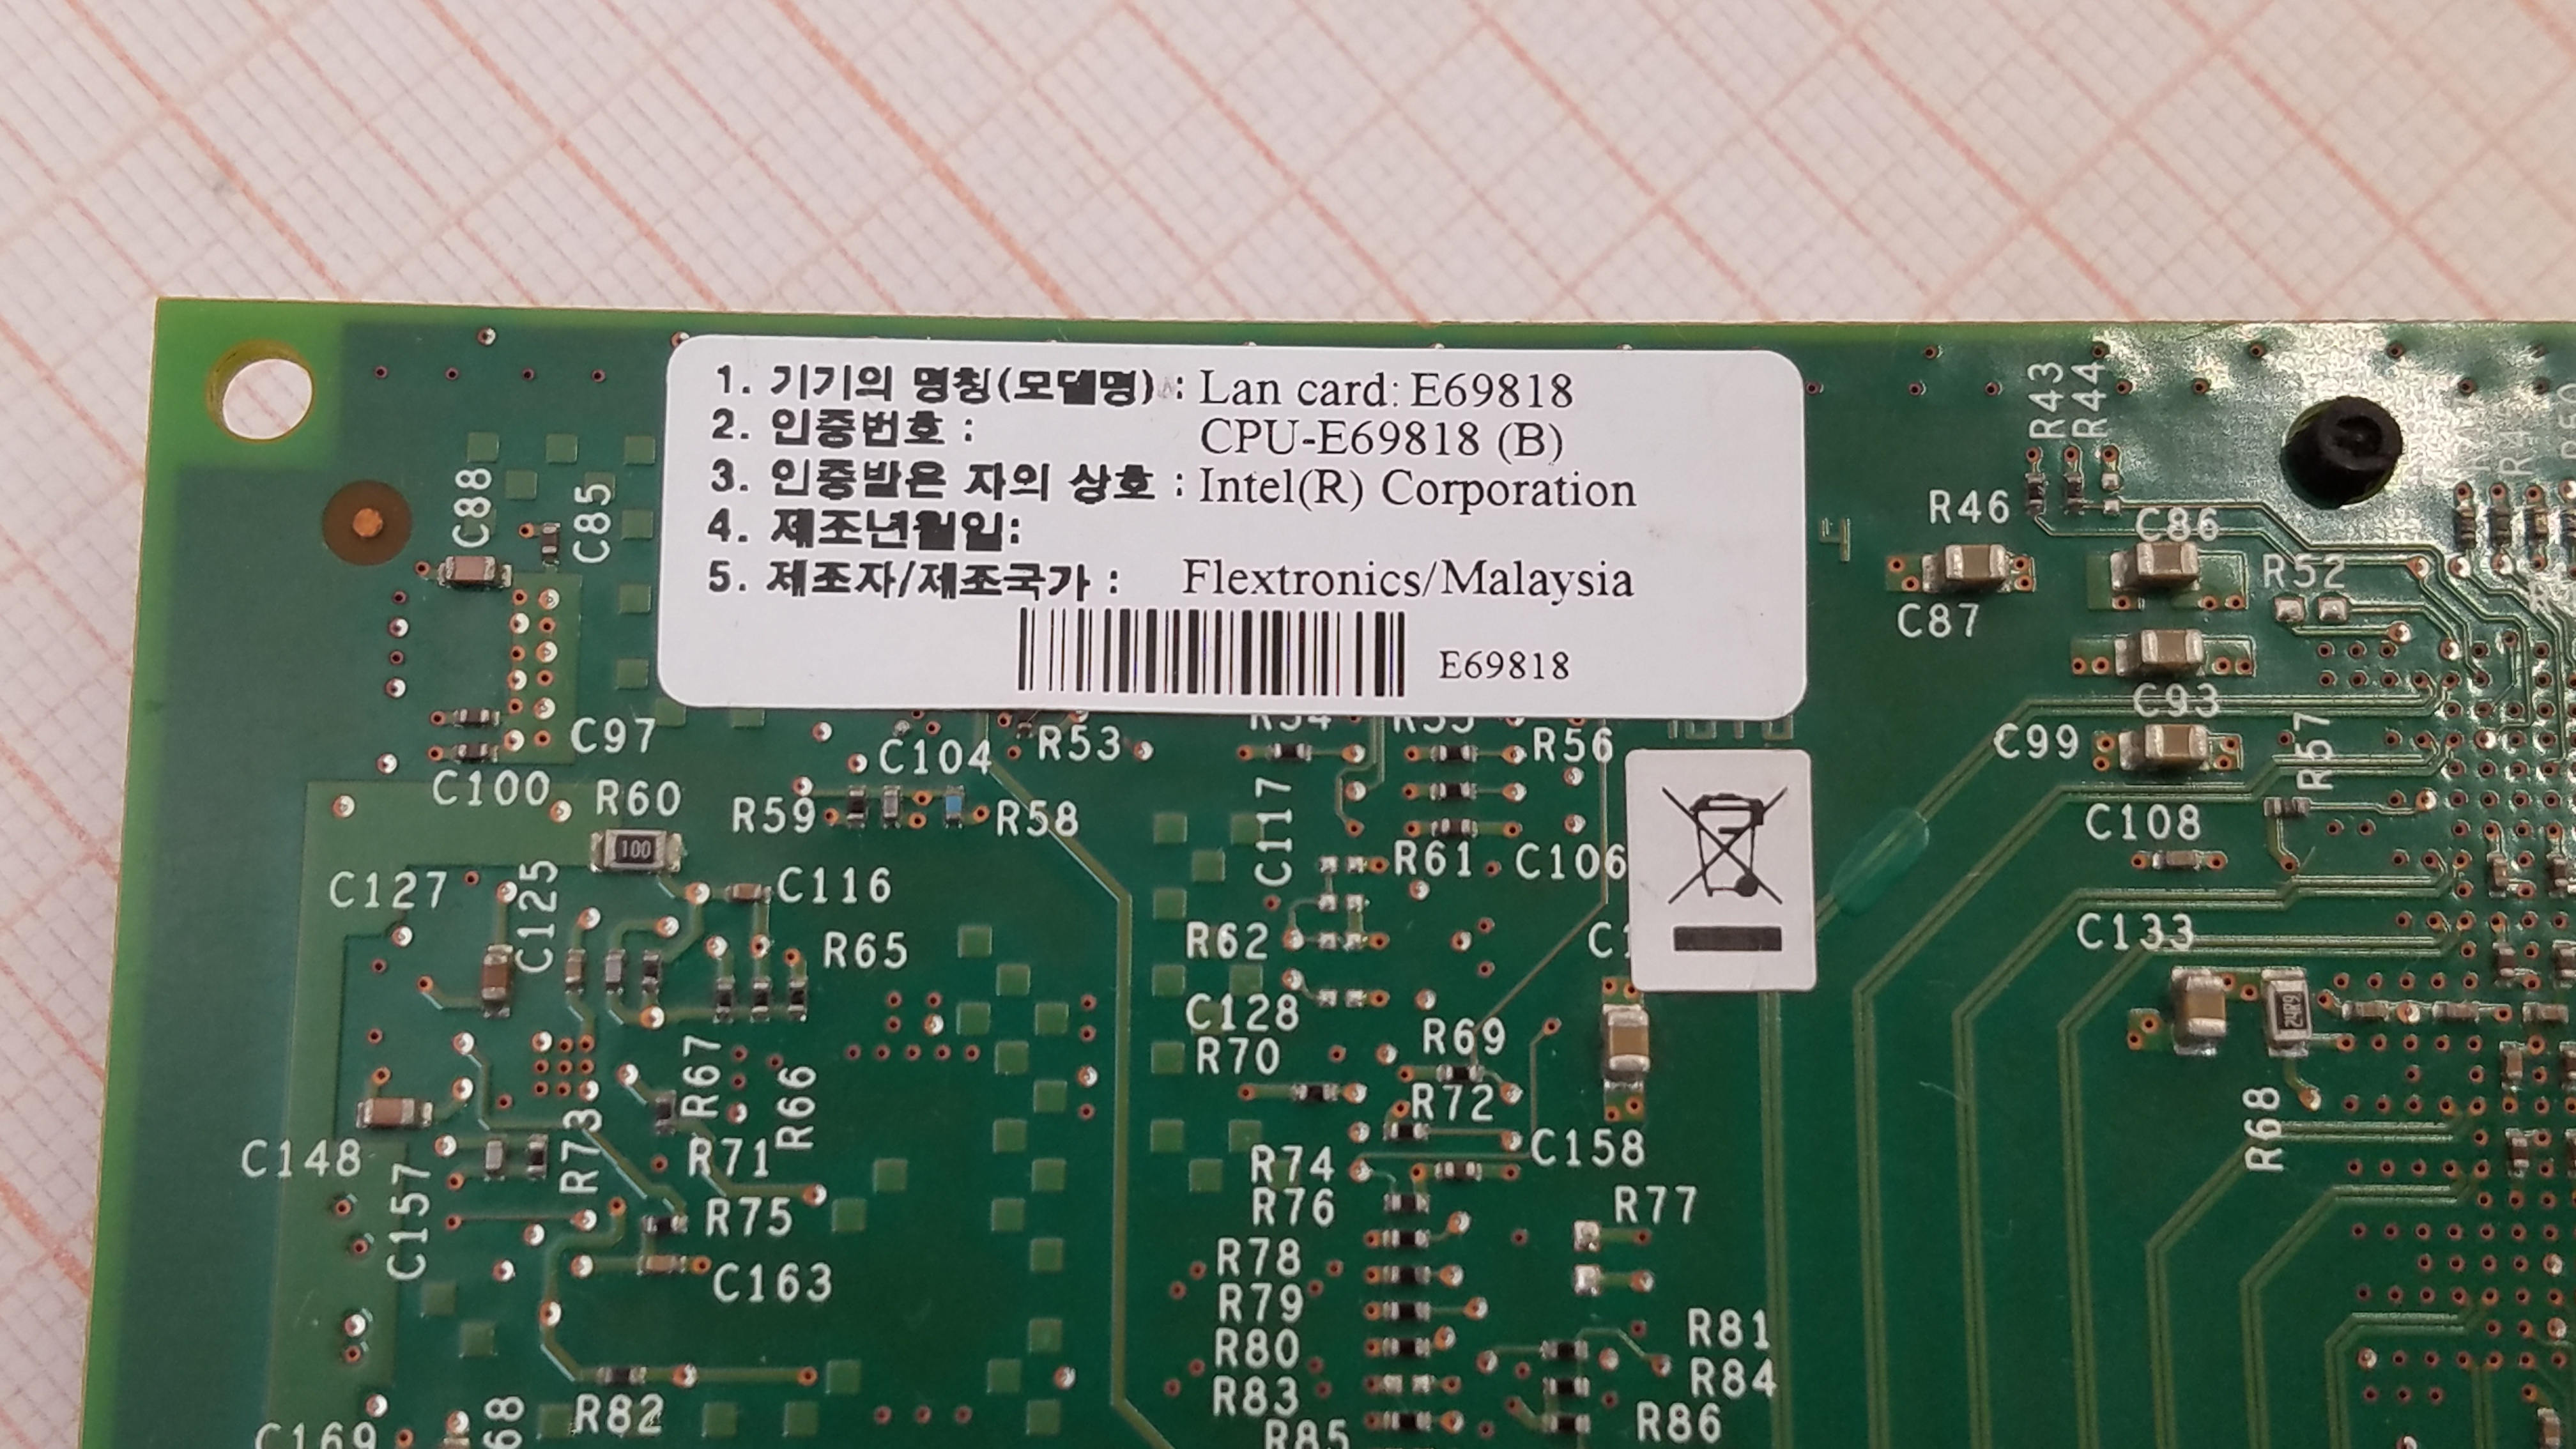 1. 기기의 명칭(모델명) : Lan card: E69818
2. 인증번호 : CPU-E69818 (B)
3. 인증받은 자의 상호 : Intel(R) Corporation
4. 제조년월일:
5. 제조자/제조국가 : Flextronics/Malaysia
E69818
R43
R44
C88
C85
R46
C86
R52
C87
C93
C97
C104
R53
R56
C99
R57
C100
R60
R59
R58
C117
C108
100
C127
C125
C116
R61
C106
R65
R62
C133
C128
R70
R69
24R9
R67
R66
R72
R68
C148
R73
R71
R74
C158
C157
R75
R76
R77
C163
R78
R79
R80
R81
R83
R84
R82
R85
R86
C169